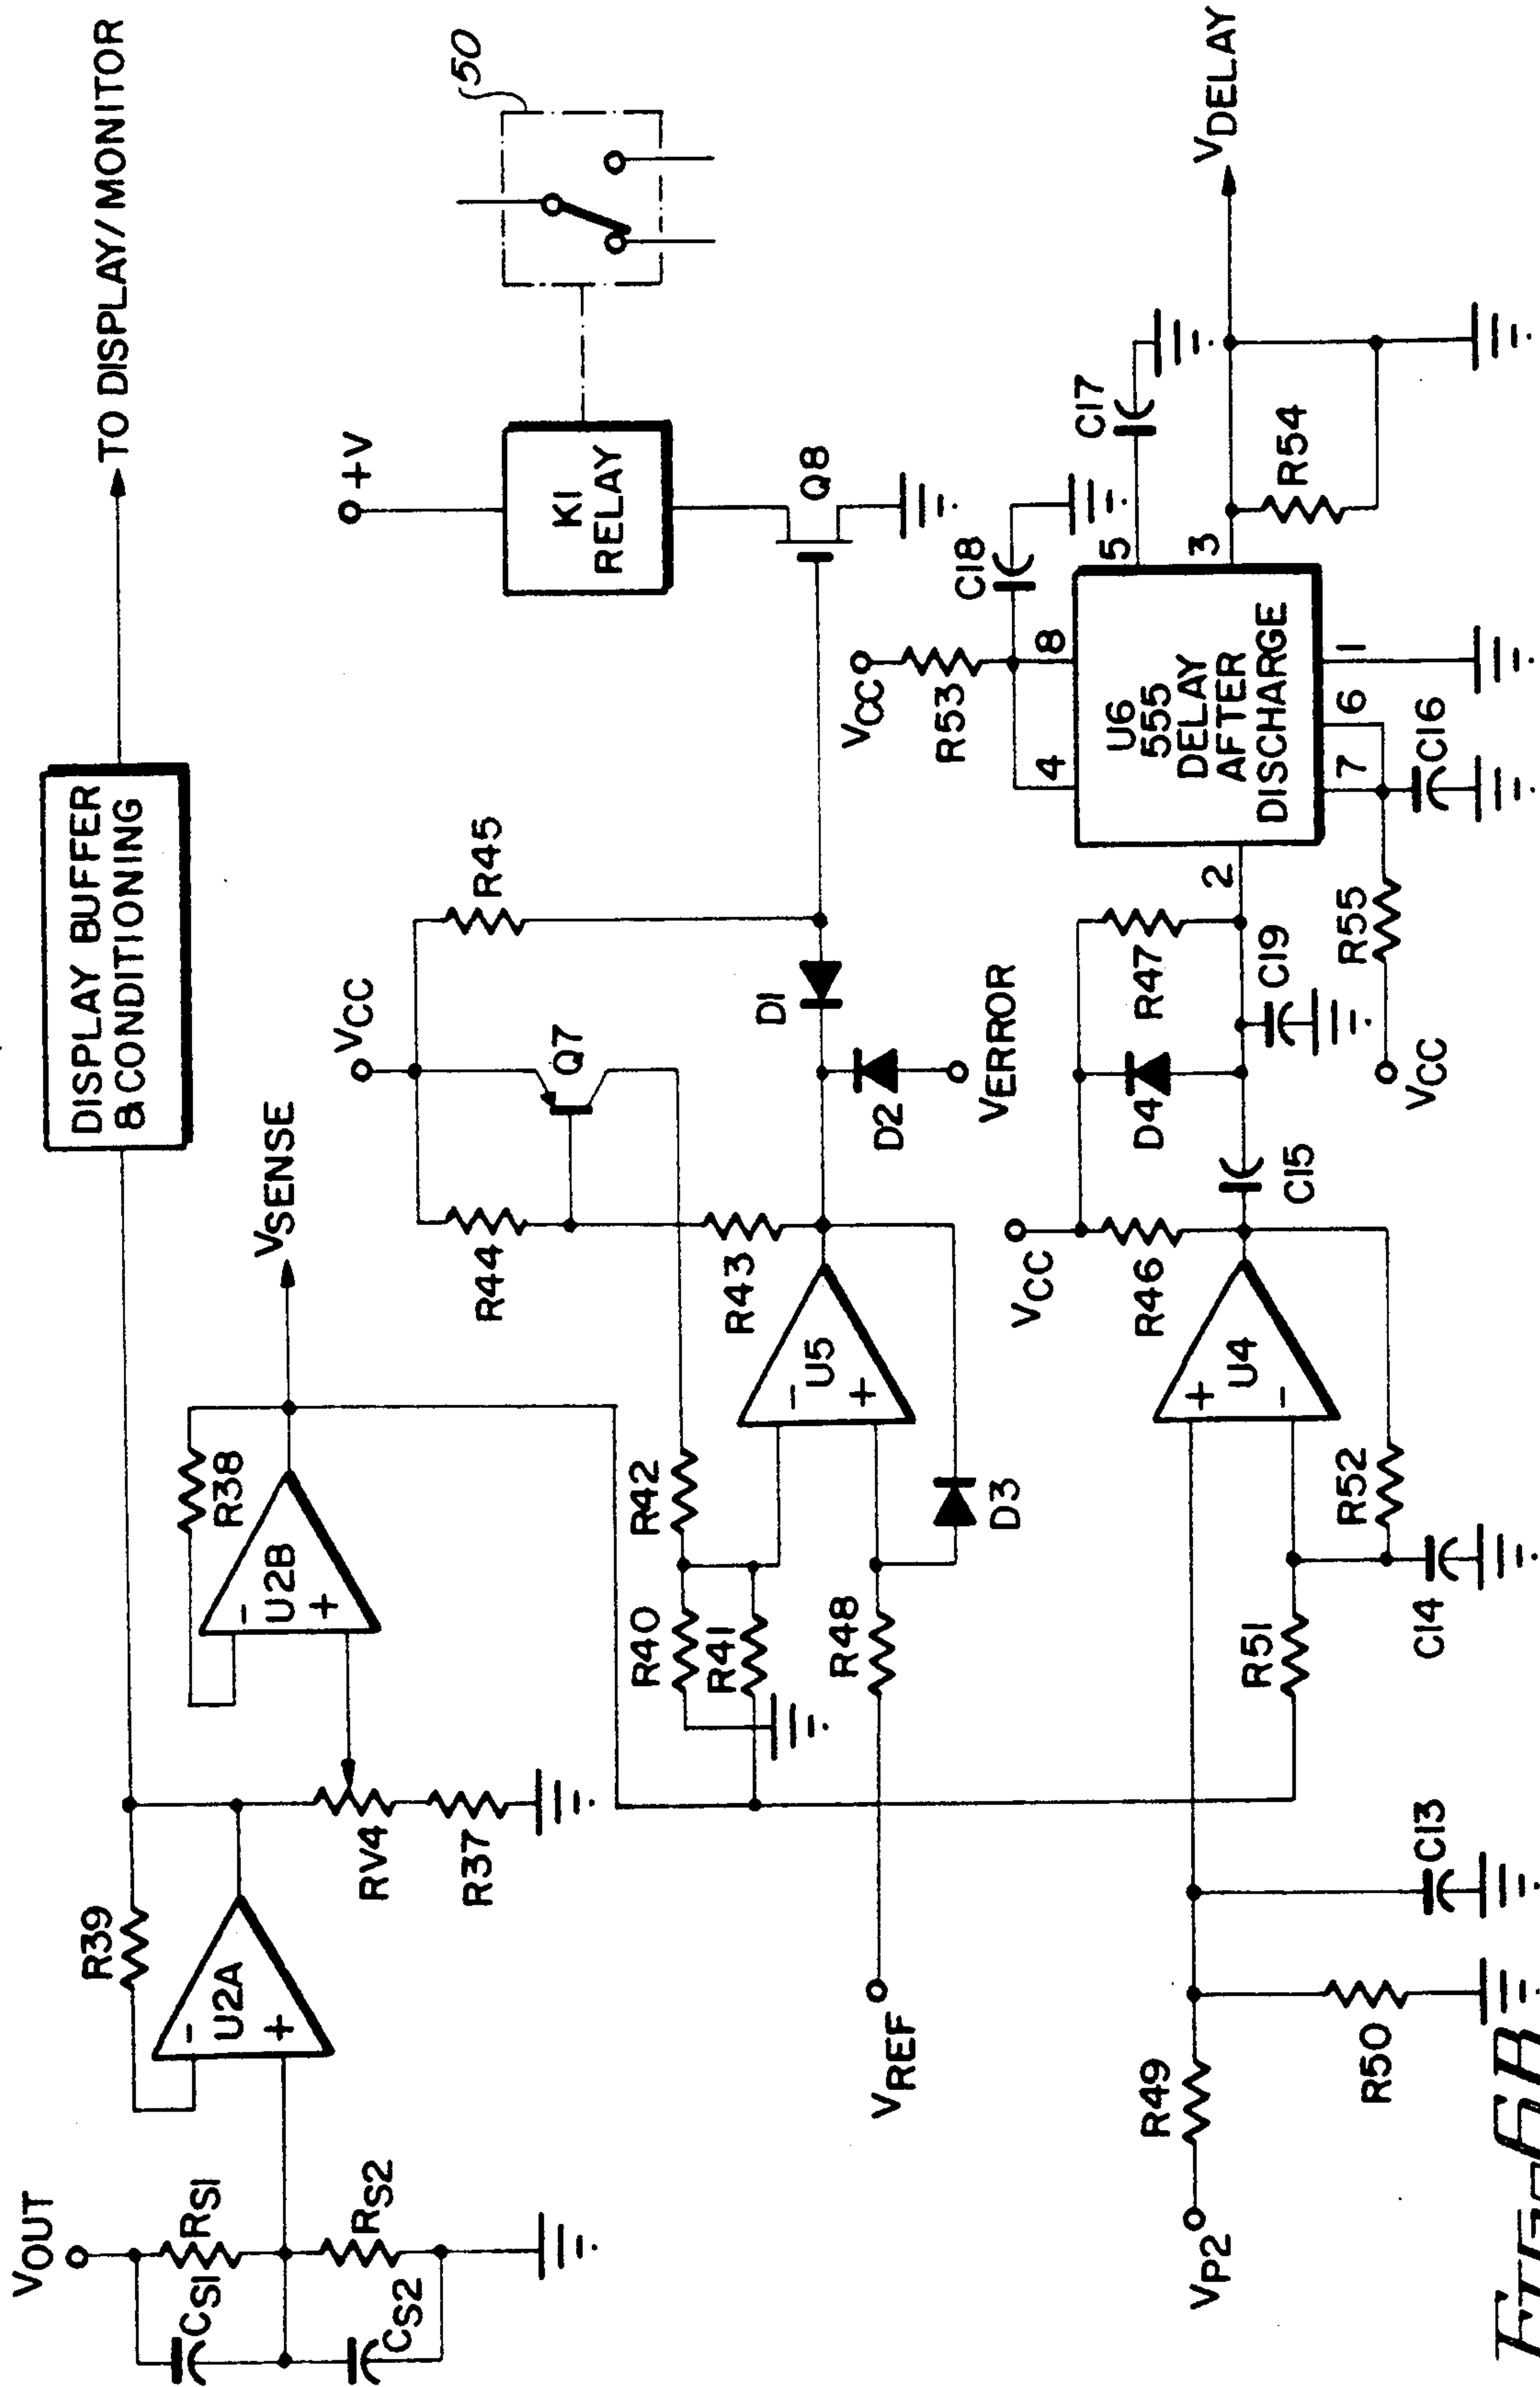 TO DISPLAY/MONITOR
DISPLAY BUFFER
& CONDITIONING
VOUT
CS1
RS1
CS2
RS2
R39
U2A
-
+
RV4
R37
R38
U2B
-
+
VSENSE
VCC
R44
Q7
R45
+V
K1
RELAY
50
Q8
R40
R41
R42
R43
U5
-
+
D1
D2
VERROR
R48
D3
VREF
VCC
R46
D4
R47
U4
+
-
C15
C19
2
VCC
R53
C18
4
8
5
C17
3
U6
555
DELAY
AFTER
DISCHARGE
7
6
1
R54
VDELAY
R55
C16
VCC
VP2
R49
R50
C13
R51
C14
R52
Fig-6B